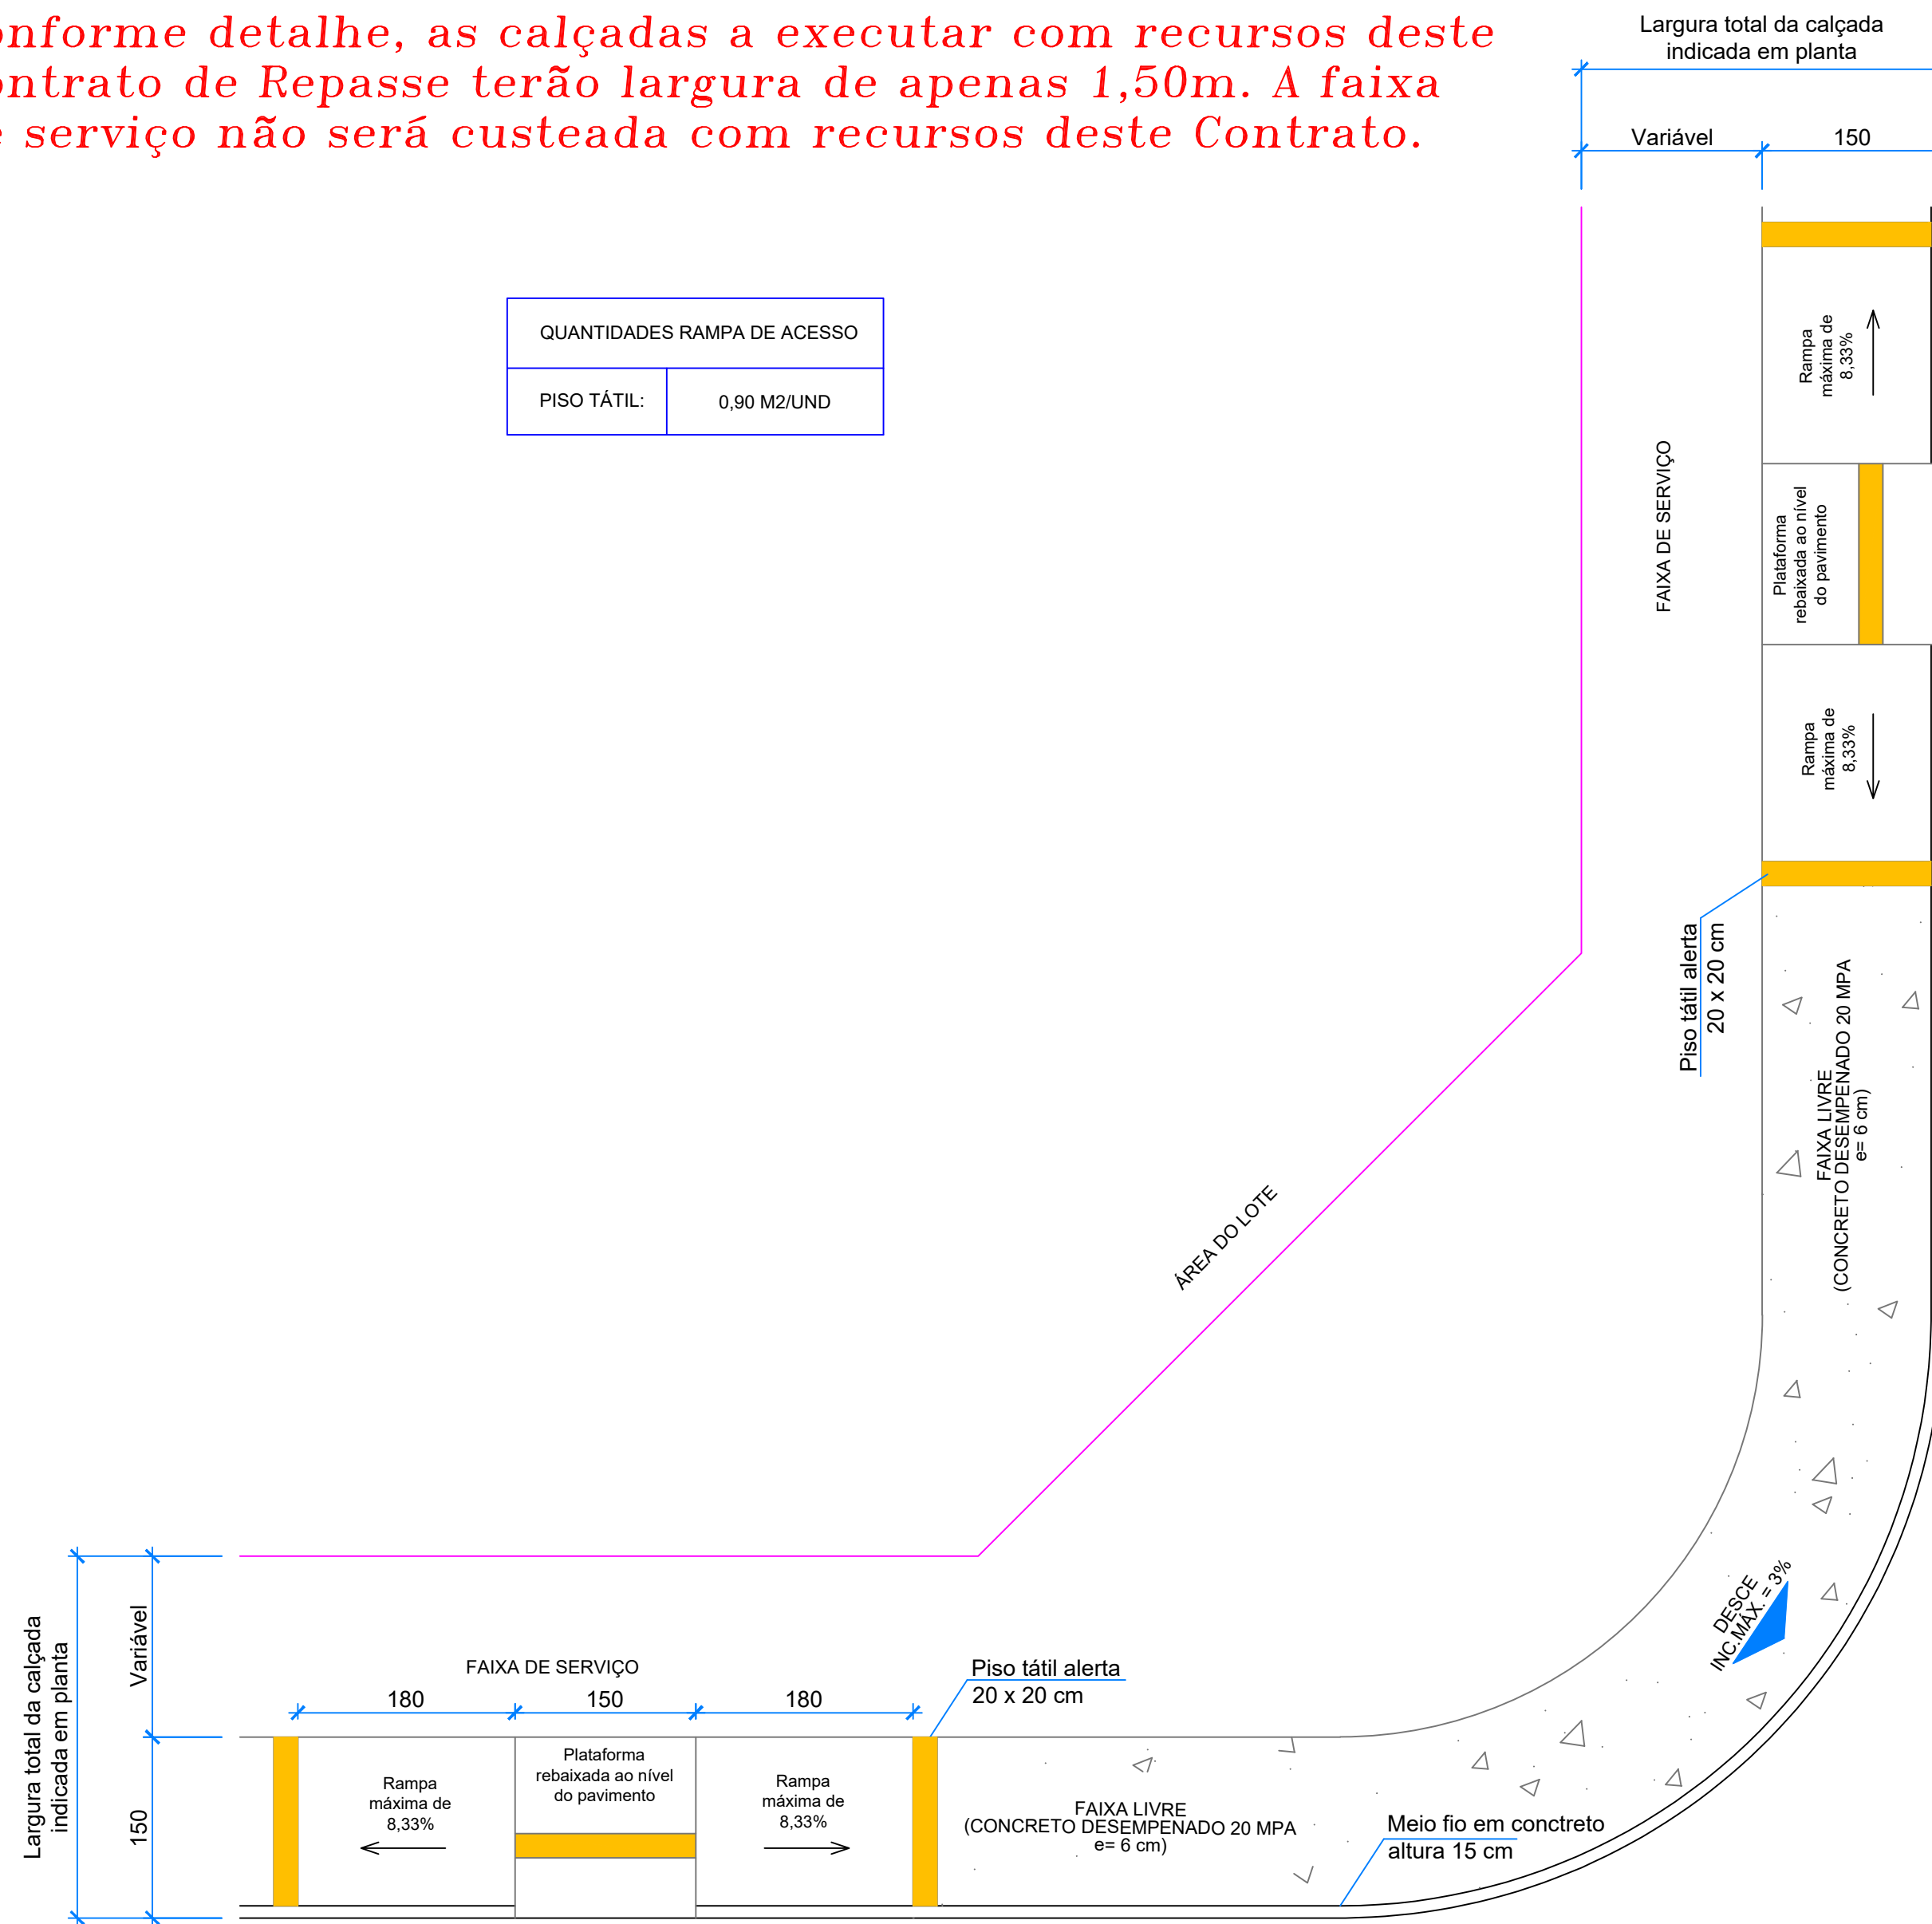 onforme detalhe, as calçadas a executar com recursos deste
ontrato de Repasse terão largura de apenas 1,50m. A faixa
e serviço não será custeada com recursos deste Contrato.
Largura total da calçada
indicada em planta
Variável
150
QUANTIDADES RAMPA DE ACESSO
PISO TÁTIL:
0,90 M2/UND
Rampa
máxima de
8,33%
FAIXA DE SERVIÇO
Plataforma
rebaixada ao nível
do pavimento
Rampa
máxima de
8,33%
Piso tátil alerta
20 x 20 cm
FAIXA LIVRE
(CONCRETO DESEMPENADO 20 MPA
e= 6 cm)
ÁREA DO LOTE
DESCE
INC.MÁX. = 3%
Largura total da calçada
indicada em planta
Variável
150
FAIXA DE SERVIÇO
180
150
180
Piso tátil alerta
20 x 20 cm
Rampa
máxima de
8,33%
Plataforma
rebaixada ao nível
do pavimento
Rampa
máxima de
8,33%
FAIXA LIVRE
(CONCRETO DESEMPENADO 20 MPA
e= 6 cm)
Meio fio em conctreto
altura 15 cm